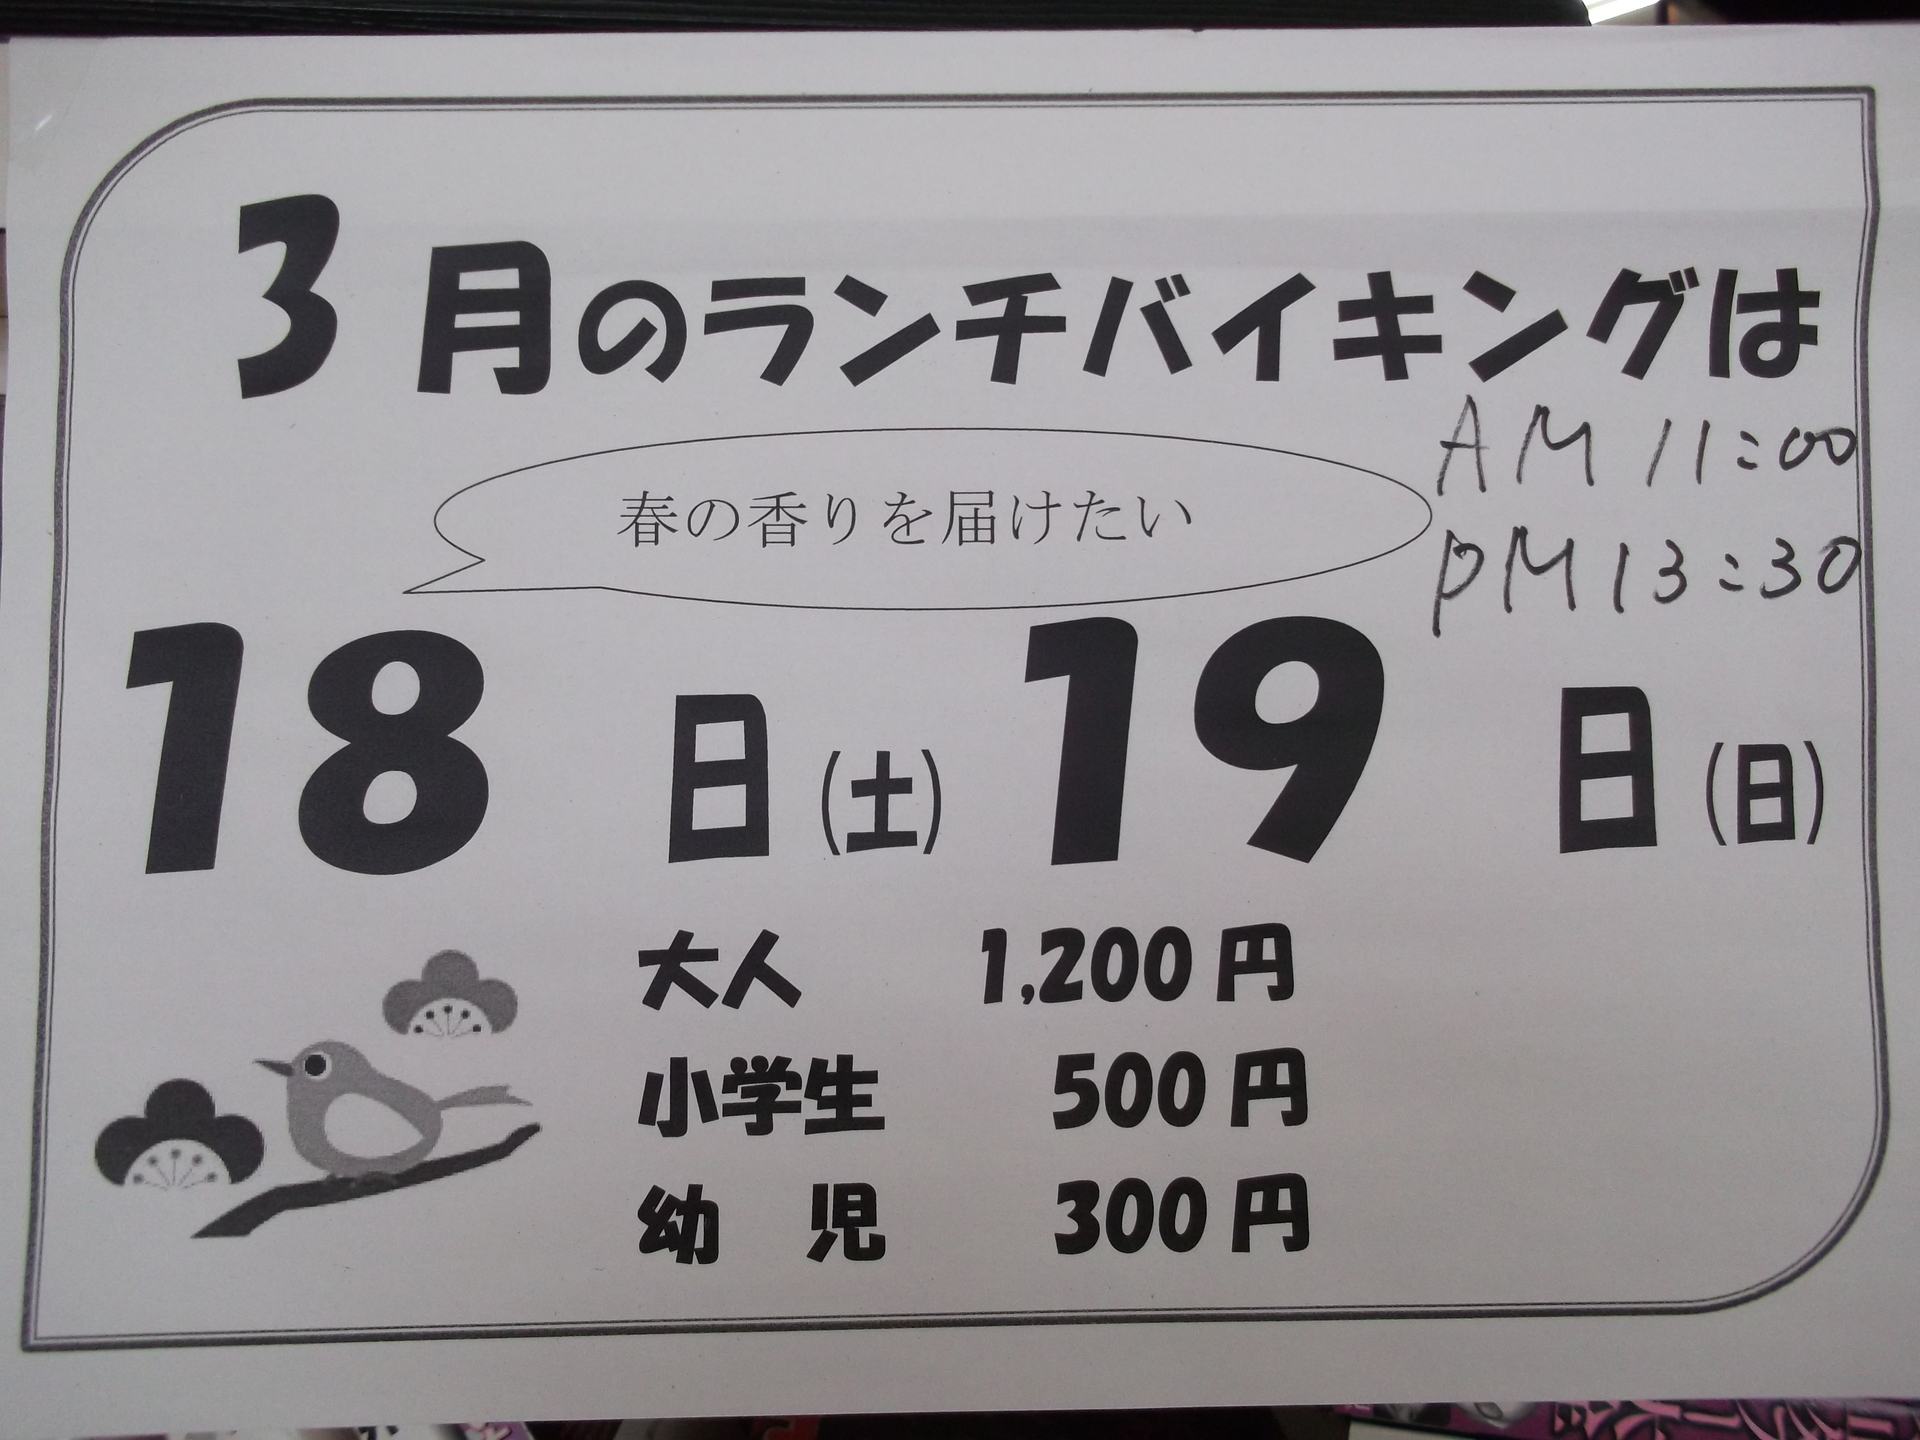 3月のランチバイキングは
AM 11:00
春の香りを届けたい
PM 13:30
18日(土) 19日(日)
大人 1,200円
小学生 500円
幼児 300円